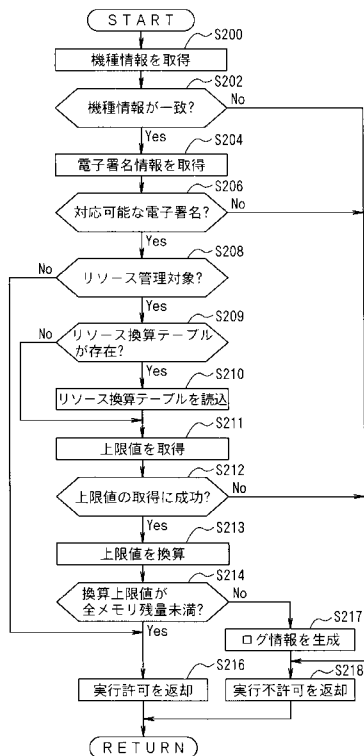 START
S200
機種情報を取得
S202
機種情報が一致?
No
Yes
S204
電子署名情報を取得
S206
対応可能な電子署名?
No
Yes
S208
No
リソース管理対象?
Yes
S209
No
リソース換算テーブル
が存在?
Yes
S210
リソース換算テーブルを読込
S211
上限値を取得
S212
上限値の取得に成功?
No
Yes
S213
上限値を換算
S214
換算上限値が
全メモリ残量未満?
No
Yes
S217
ログ情報を生成
S216
実行許可を返却
S218
実行不許可を返却
RETURN